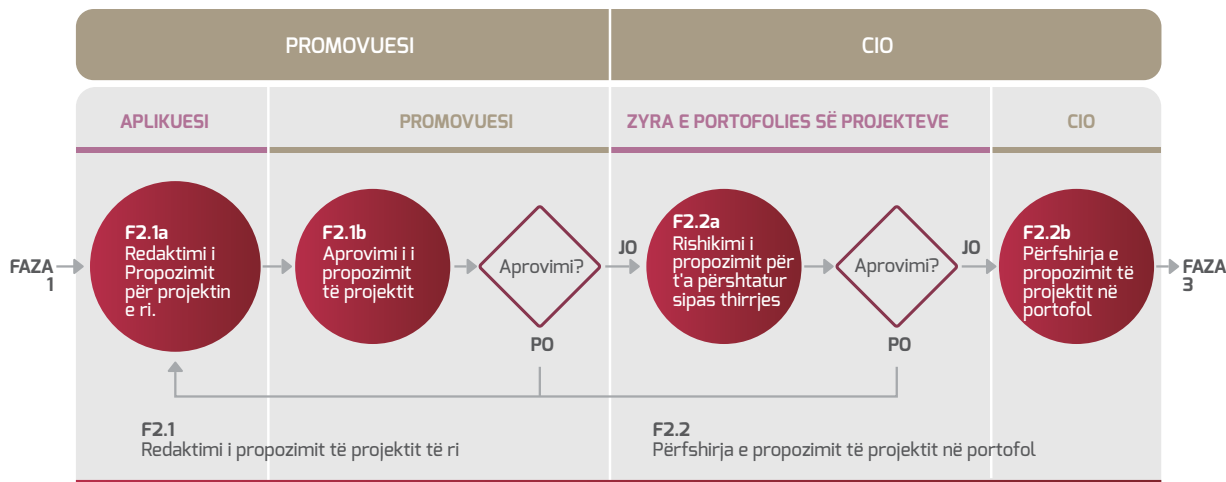 PROMOVUESI
CIO
APLIKUESI
PROMOVUESI
ZYRA E PORTOFOLIES SË PROJEKTEVE
CIO
FAZA
1
F2.1a
Redaktimi i
Propozimit
për projektin
e ri.
F2.1b
Aprovimi i i
propozimit
të projektit
Aprovimi?
JO
PO
F2.2a
Rishikimi i
propozimit për
t'a përshtatur
sipas thirrjes
Aprovimi?
JO
PO
F2.2b
Përfshirja e
propozimit të
projektit në
portofol
FAZA
3
F2.1
Redaktimi i propozimit të projektit të ri
F2.2
Përfshirja e propozimit të projektit në portofol